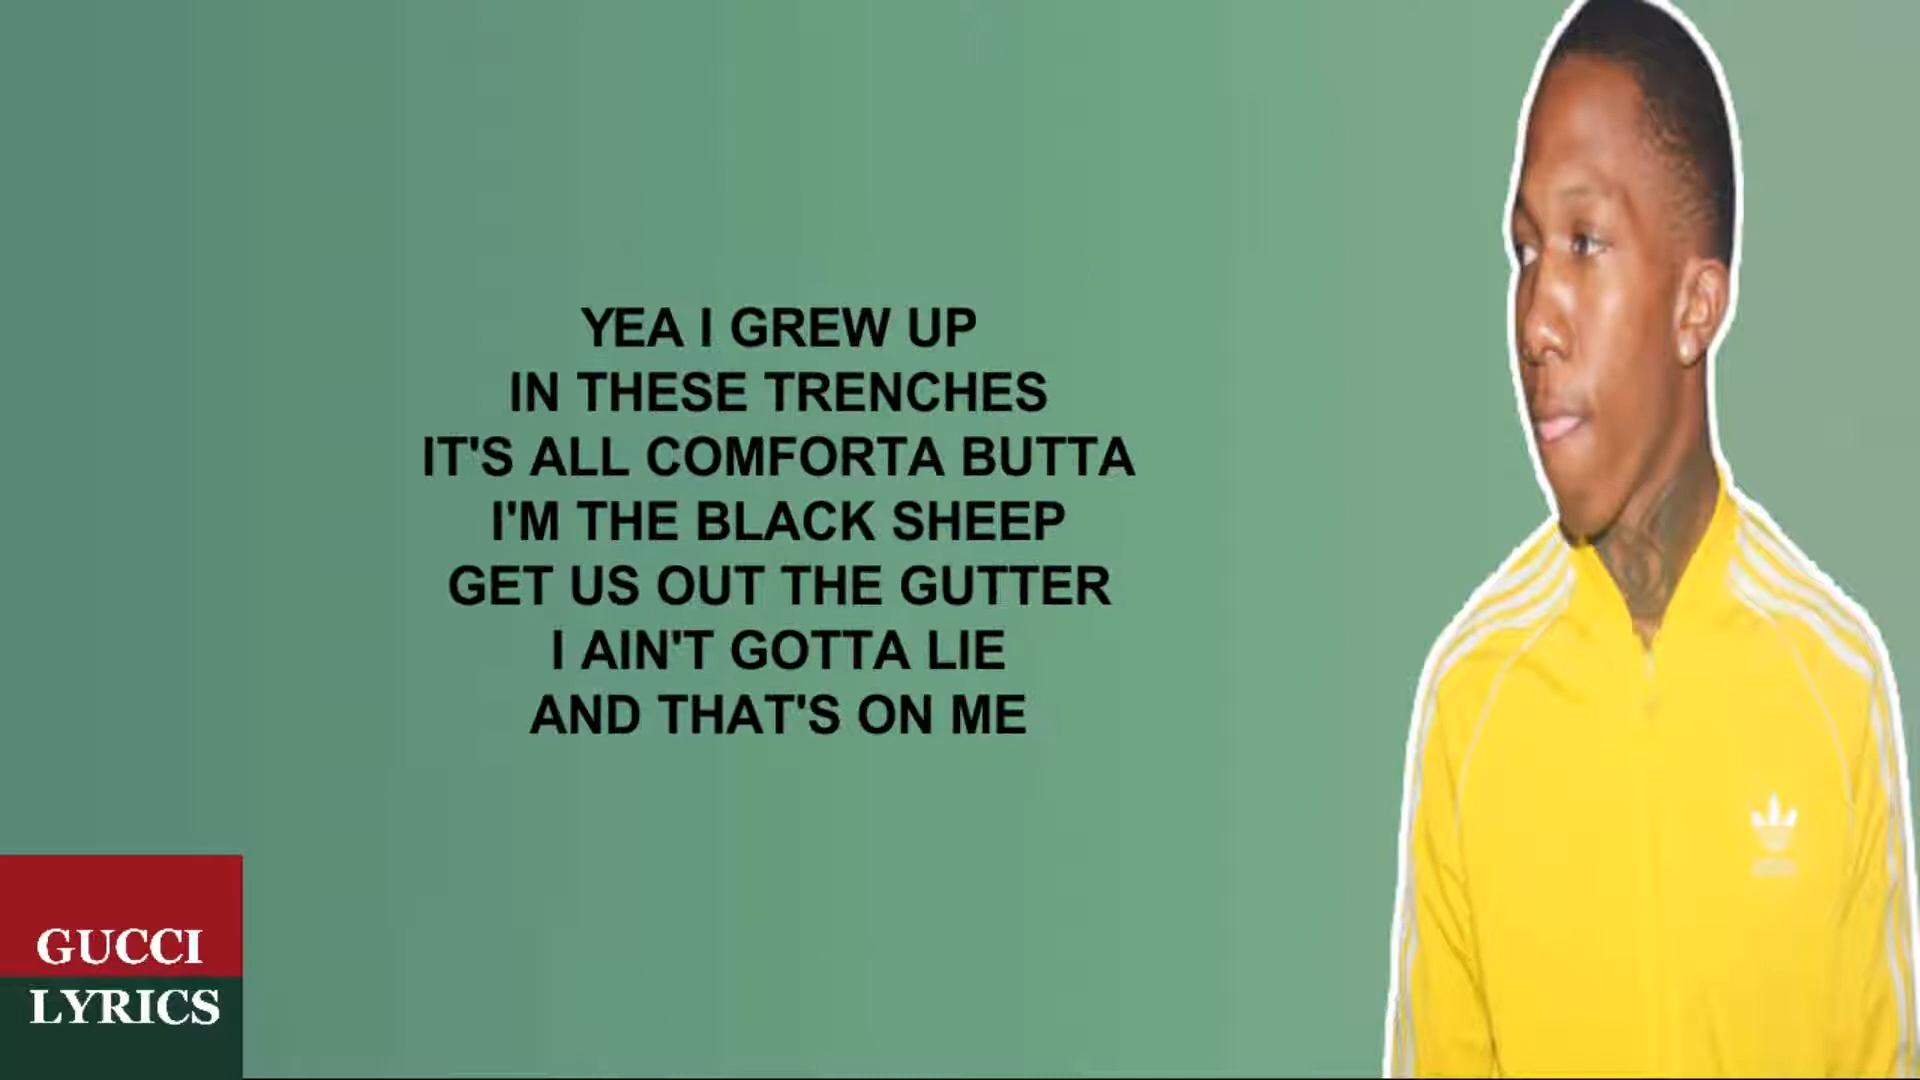 YEA I GREW UP
IN THESE TRENCHES
IT'S ALL COMFORTA BUTTA
I'M THE BLACK SHEEP
GET US OUT THE GUTTER
I AIN'T GOTTA LIE
AND THAT'S ON ME
GUCCI
LYRICS